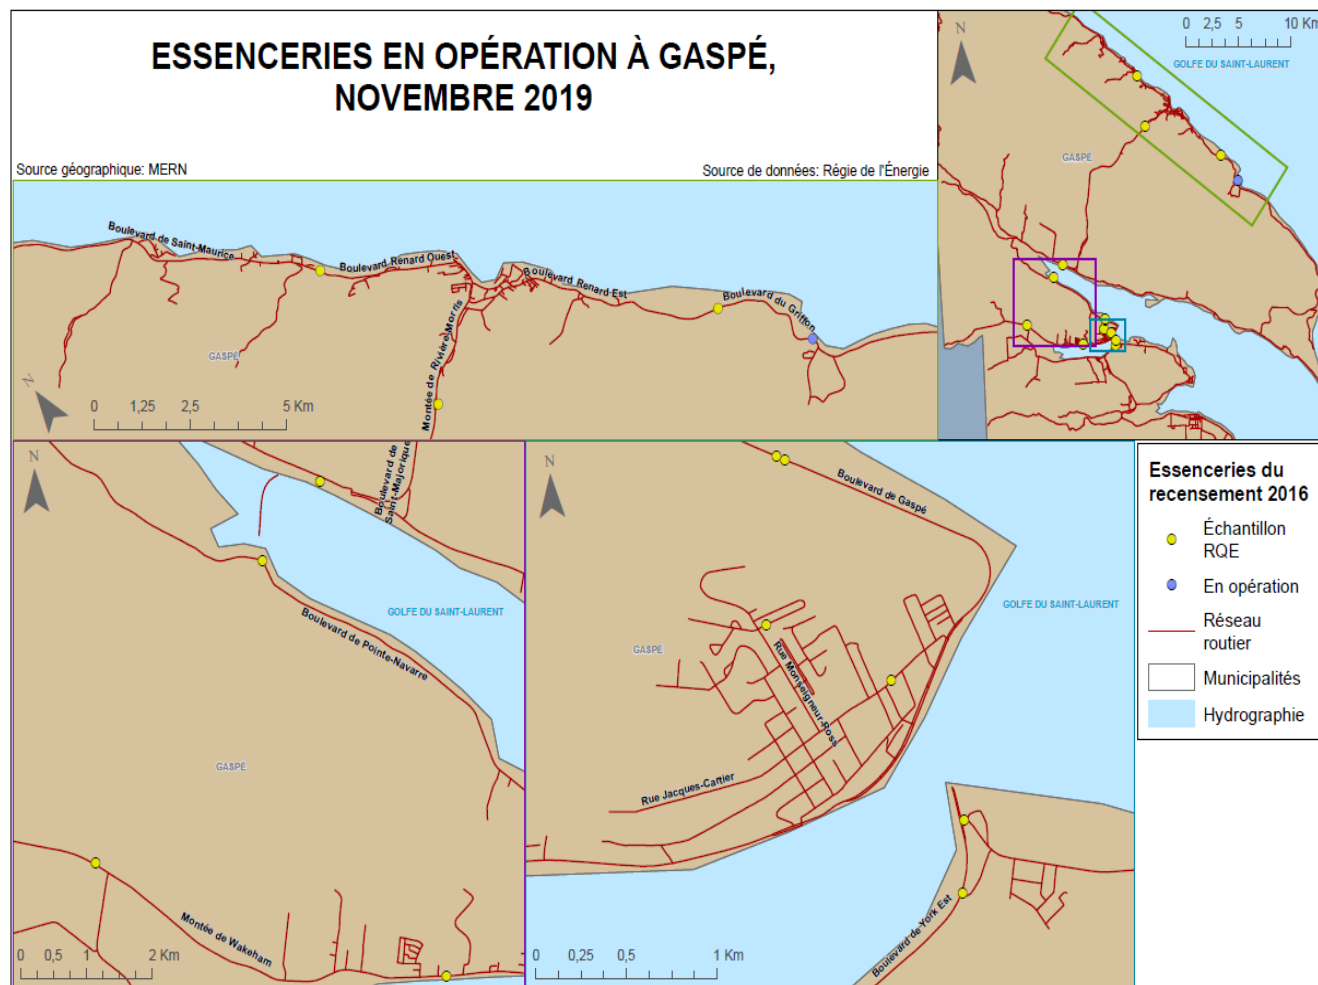 ESSENCERIES EN OPÉRATION À GASPÉ,
NOVEMBRE 2019
Source géographique: MERN
Source de données: Régie de l'Énergie
N
0 2,5 5 10 Km
GOLFE DU SAINT-LAURENT
GASPÉ
Boulevard de Saint-Maurice
Boulevard Renard Ouest
Boulevard Renard Est
Boulevard du Griffon
Montée de Rivière-Morris
GASPÉ
N
0 1,25 2,5 5 Km
N
Boulevard de
Saint-Majorique
GOLFE DU SAINT-LAURENT
Boulevard de Pointe-Navarre
GASPÉ
Montée de Wakeham
0 0,5 1 2 Km
N
Boulevard de Gaspé
GOLFE DU SAINT-LAURENT
GASPÉ
Rue Monseigneur-Ross
Rue Jacques-Cartier
Boulevard de York Est
0 0,25 0,5 1 Km
Essenceries du
recensement 2016
Échantillon
RQE
En opération
Réseau
routier
Municipalités
Hydrographie